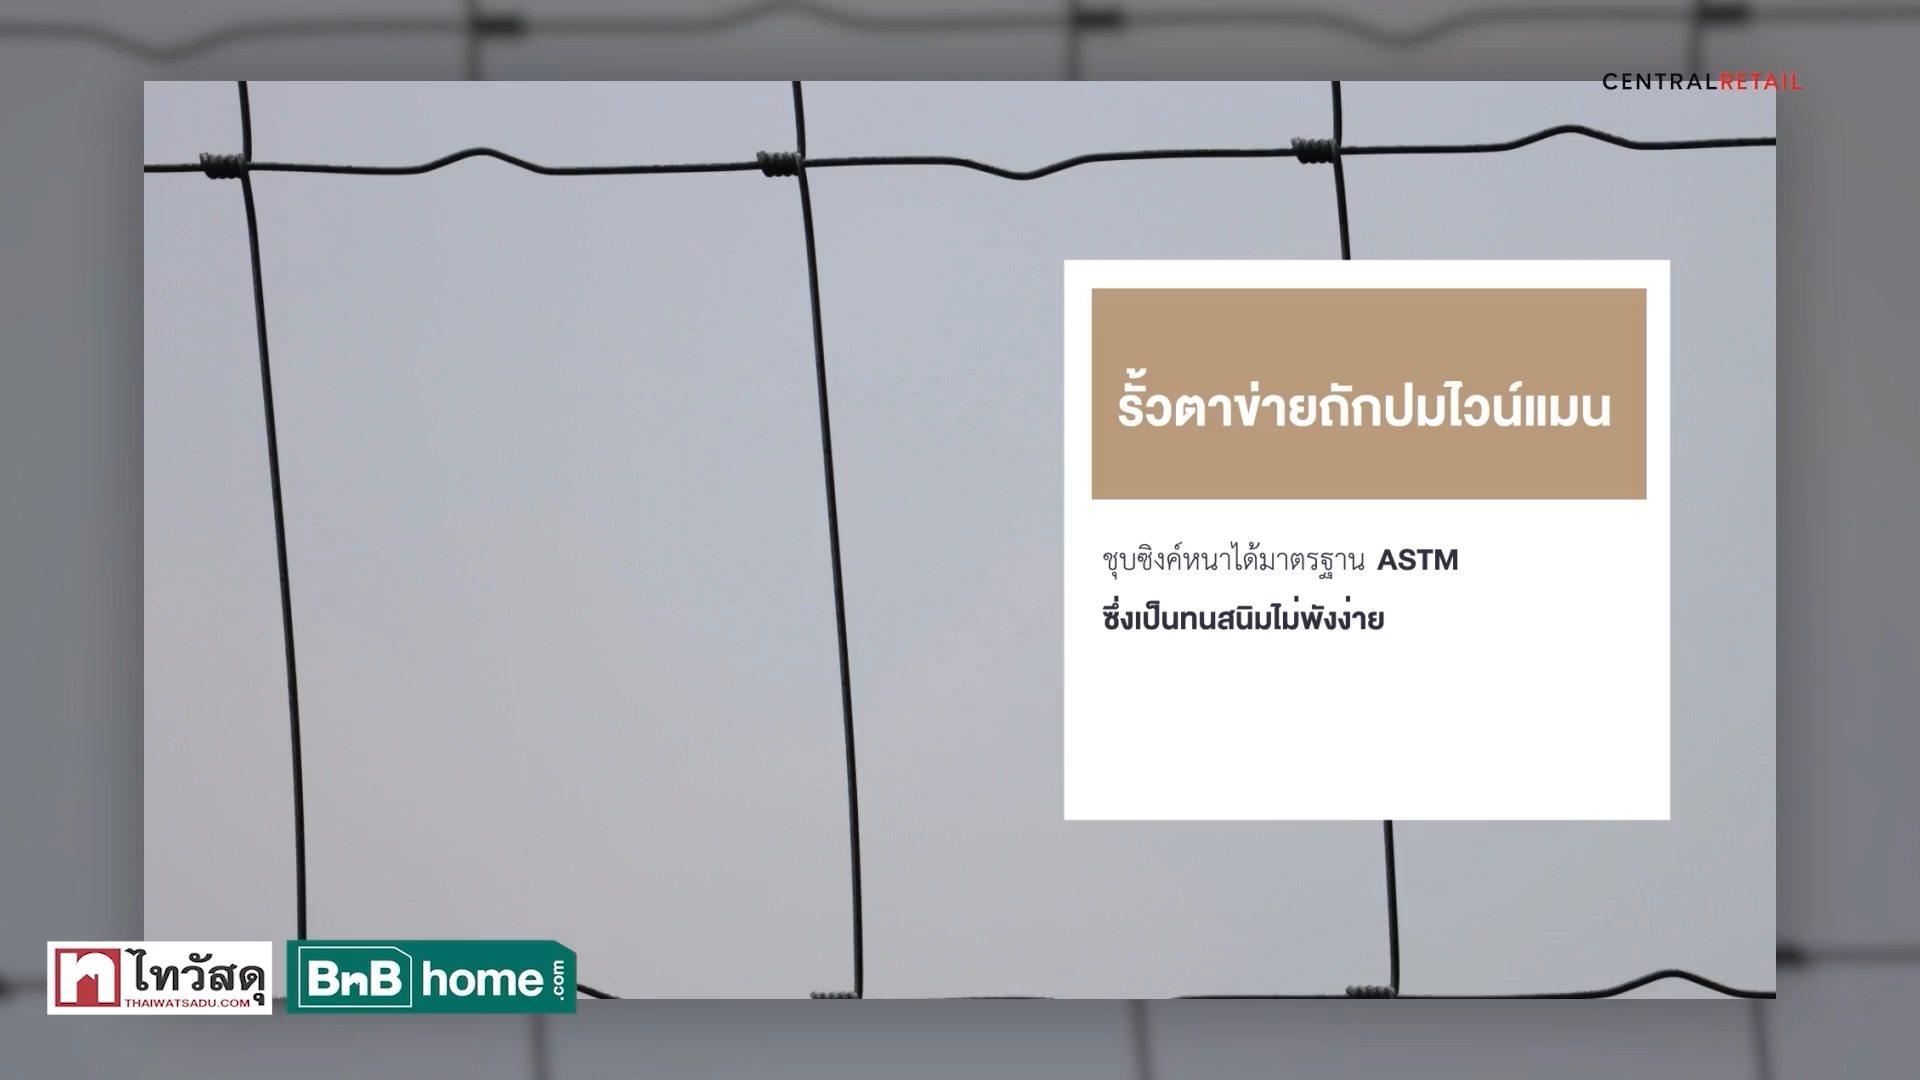 CENTRALRETAIL
รั้วตาข่ายถักปมไวน์แมน
ชุบซิงค์หนาได้มาตรฐาน ASTM
ซึ่งเป็นทนสนิมไม่พังง่าย
ไทวัสดุ
THAIWATSADU.COM
BnB home.com